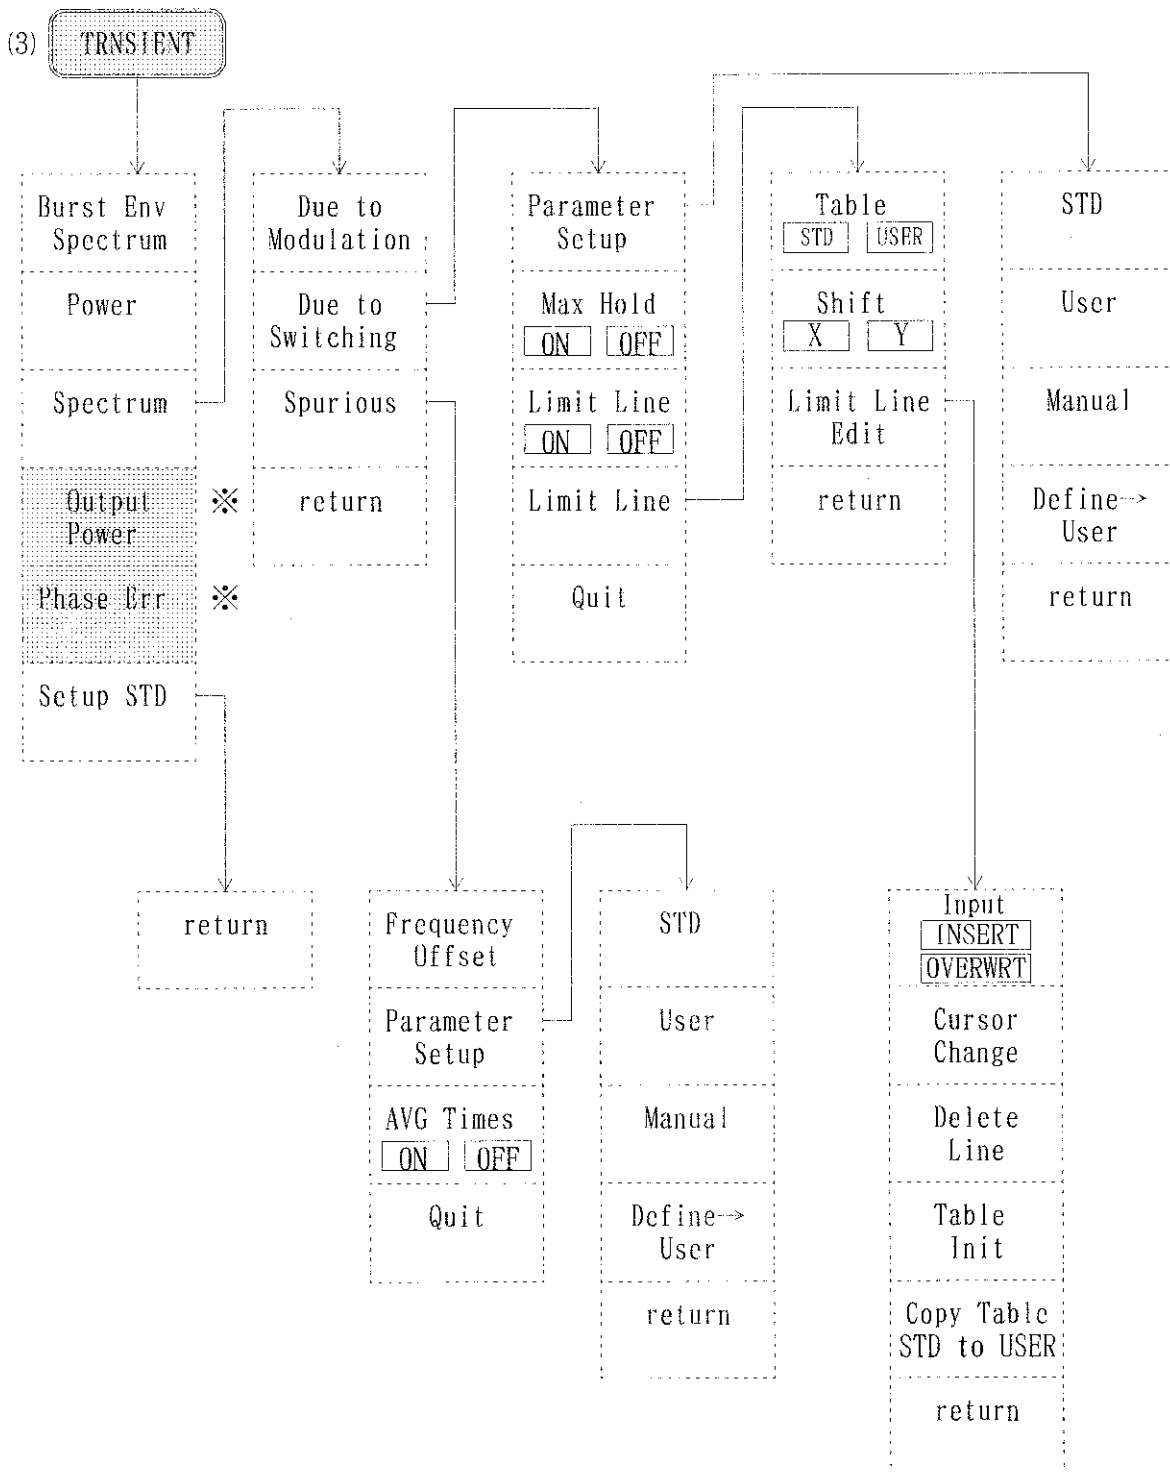 (3) TRNSIENT
Burst Env
Spectrum
Power
Spectrum
Output
Power
※
Phase Err
※
Setup STD
Due to
Modulation
Due to
Switching
Spurious
return
Parameter
Setup
Max Hold
ON OFF
Limit Line
ON OFF
Limit Line
Quit
Table
STD USER
Shift
X Y
Limit Line
Edit
return
STD
User
Manual
Define→
User
return
return
Frequency
Offset
Parameter
Setup
AVG Times
ON OFF
Quit
STD
User
Manual
Define→
User
return
Input
INSERT
OVERWRT
Cursor
Change
Delete
Line
Table
Init
Copy Table
STD to USER
return